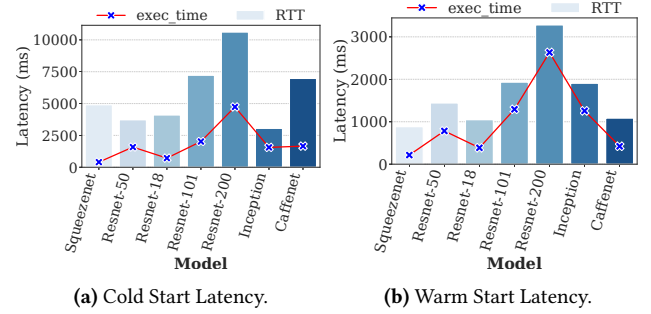 exec_time RTT
Latency (ms)
10000
7500
5000
2500
0
Squeezenet
Resnet-50
Resnet-18
Resnet-101
Resnet-200
Inception
Caffenet
Model
(a) Cold Start Latency.
exec_time RTT
Latency (ms)
3000
2000
1000
0
Squeezenet
Resnet-50
Resnet-18
Resnet-101
Resnet-200
Inception
Caffenet
Model
(b) Warm Start Latency.